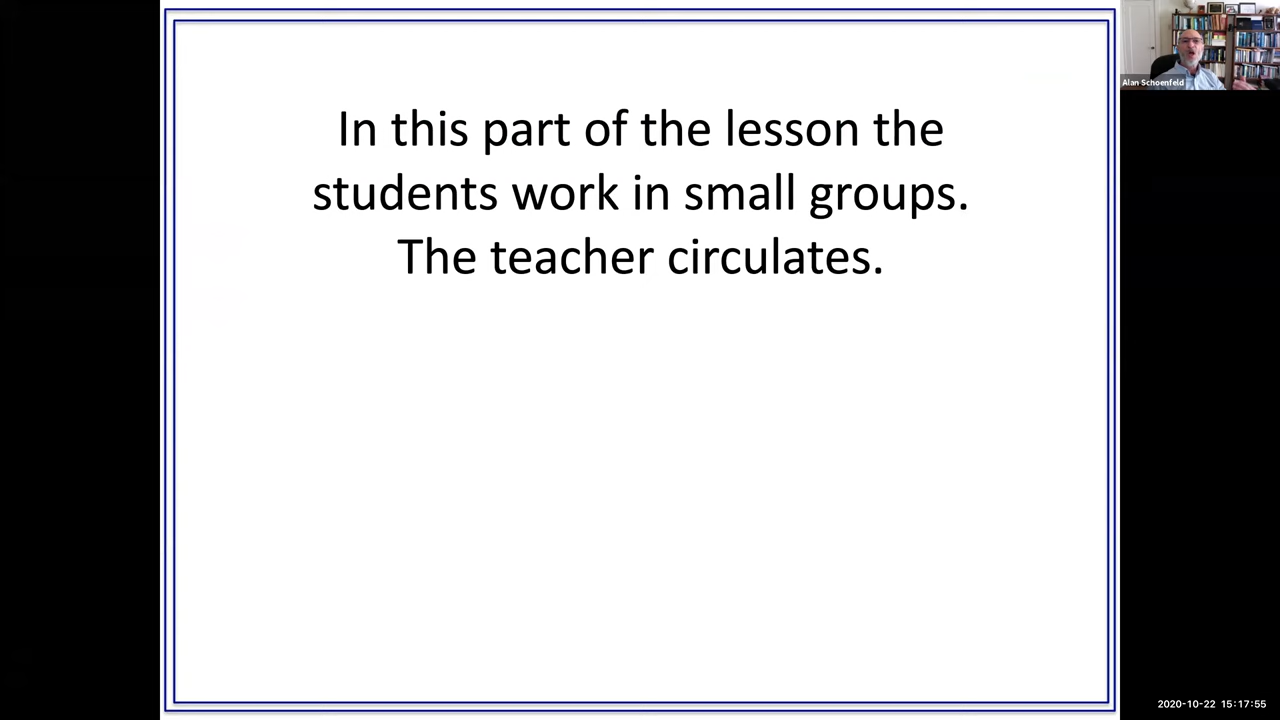 In this part of the lesson the
students work in small groups.
The teacher circulates.
Alan Schoenfeld
2020-10-22 15:17:55